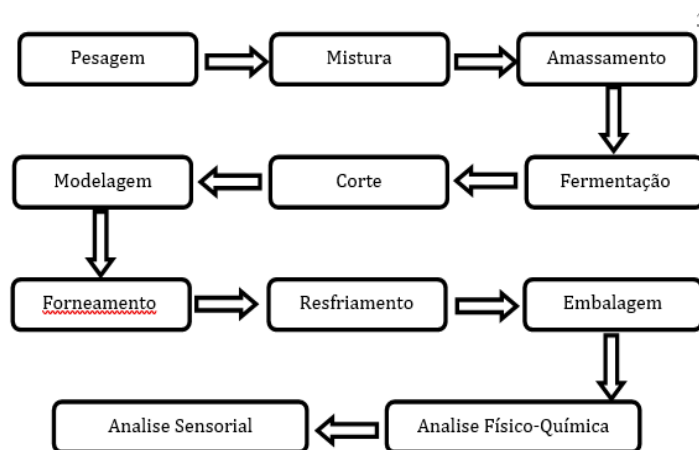 Pesagem
Mistura
Amassamento
Fermentação
Corte
Modelagem
Forneamento
Resfriamento
Embalagem
Analise Físico-Química
Analise Sensorial